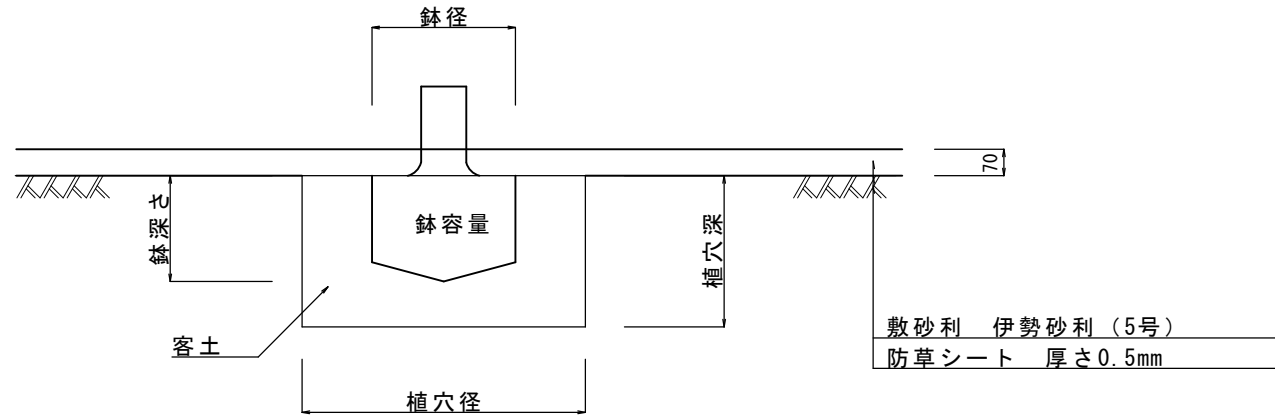 鉢径
70
鉢深さ
鉢容量
植穴深
敷砂利 伊勢砂利（5号）
客土
防草シート 厚さ0.5mm
植穴径